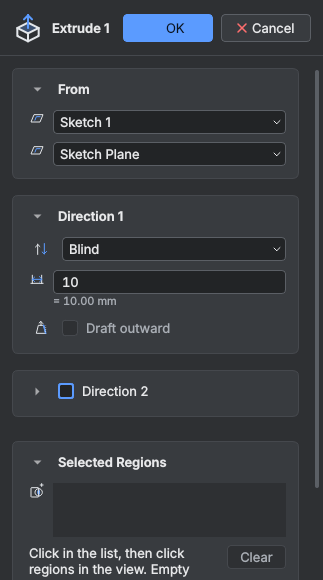 Extrude 1
OK
Cancel
From
Sketch 1
Sketch Plane
Direction 1
Blind
10
= 10.00 mm
Draft outward
Direction 2
Selected Regions
Click in the list, then click
regions in the view. Empty
Clear